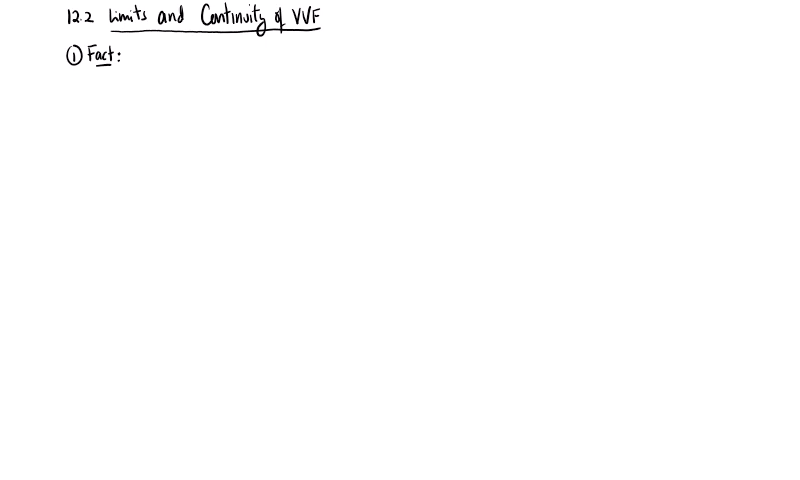 12.2 Limits and Continuity of VVF
① Fact: